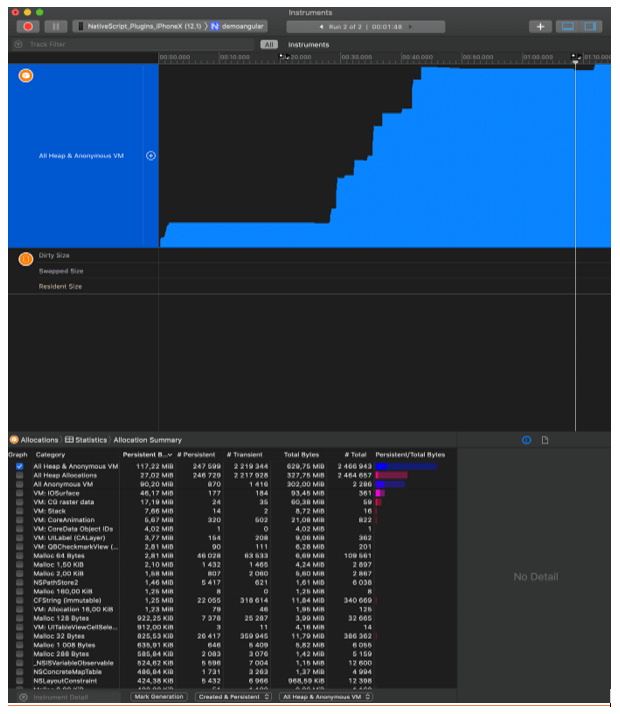 Instruments
NativeScript_Plugins_iPhoneX (12.1) 〉 demoangular
Run 2 of 2 | 00:01:48
Track Filter
All Instruments
00:00.000 00:10.000 20.000 00:30.000 00:40.000 00:50.000 01:10.000
All Heap & Anonymous VM
Dirty Size
Swapped Size
Resident Size
Allocations 〉 Statistics 〉 Allocation Summary
Graph Category Persistent B... # Persistent # Transient Total Bytes # Total Persistent/Total Bytes
All Heap & Anonymous VM 117,22 MiB 247 599 2 219 344 629,75 MiB 2 466 943
All Heap Allocations 27,02 MiB 246 729 2 217 928 327,75 MiB 2 464 657
All Anonymous VM 90,20 MiB 870 1 416 302,00 MiB 2 286
VM: IOSurface 46,17 MiB 177 184 93,45 MiB 361
VM: CG raster data 17,19 MiB 24 35 60,38 MiB 59
VM: Stack 7,66 MiB 14 2 8,72 MiB 16
VM: CoreAnimation 5,67 MiB 320 502 21,08 MiB 822
VM: CoreData Object IDs 4,02 MiB 1 0 4,02 MiB 1
VM: UILabel (CALayer) 3,77 MiB 154 208 9,06 MiB 362
VM: QBCheckmarkView (... 2,81 MiB 90 111 6,28 MiB 201
Malloc 64 Bytes 2,81 MiB 46 028 63 533 6,69 MiB 109 561
Malloc 1,50 KiB 2,10 MiB 1 432 1 465 4,24 MiB 2 897
Malloc 2,00 KiB 1,58 MiB 807 2 060 5,60 MiB 2 867
NSPathStore2 1,46 MiB 5 417 621 1,61 MiB 6 038
Malloc 160,00 KiB 1,25 MiB 8 0 1,25 MiB 8
CFString (immutable) 1,25 MiB 22 055 318 614 11,84 MiB 340 669
VM: Allocation 16,00 KiB 1,23 MiB 79 46 1,95 MiB 125
Malloc 128 Bytes 922,25 KiB 7 378 25 287 3,99 MiB 32 665
VM: UITableViewCellSele... 912,00 KiB 3 11 4,16 MiB 14
Malloc 32 Bytes 825,53 KiB 26 417 359 945 11,79 MiB 386 362
Malloc 1 008 Bytes 635,91 KiB 646 5 409 5,82 MiB 6 055
Malloc 288 Bytes 585,84 KiB 2 083 3 076 1,42 MiB 5 159
_NSISVariableObservable 524,62 KiB 5 596 7 004 1,15 MiB 12 600
NSConcreteMapTable 486,84 KiB 1 731 3 263 1,37 MiB 4 994
NSLayoutConstraint 424,38 KiB 5 432 6 966 968,59 KiB 12 398
No Detail
Instrument Detail Mark Generation Created & Persistent All Heap & Anonymous VM